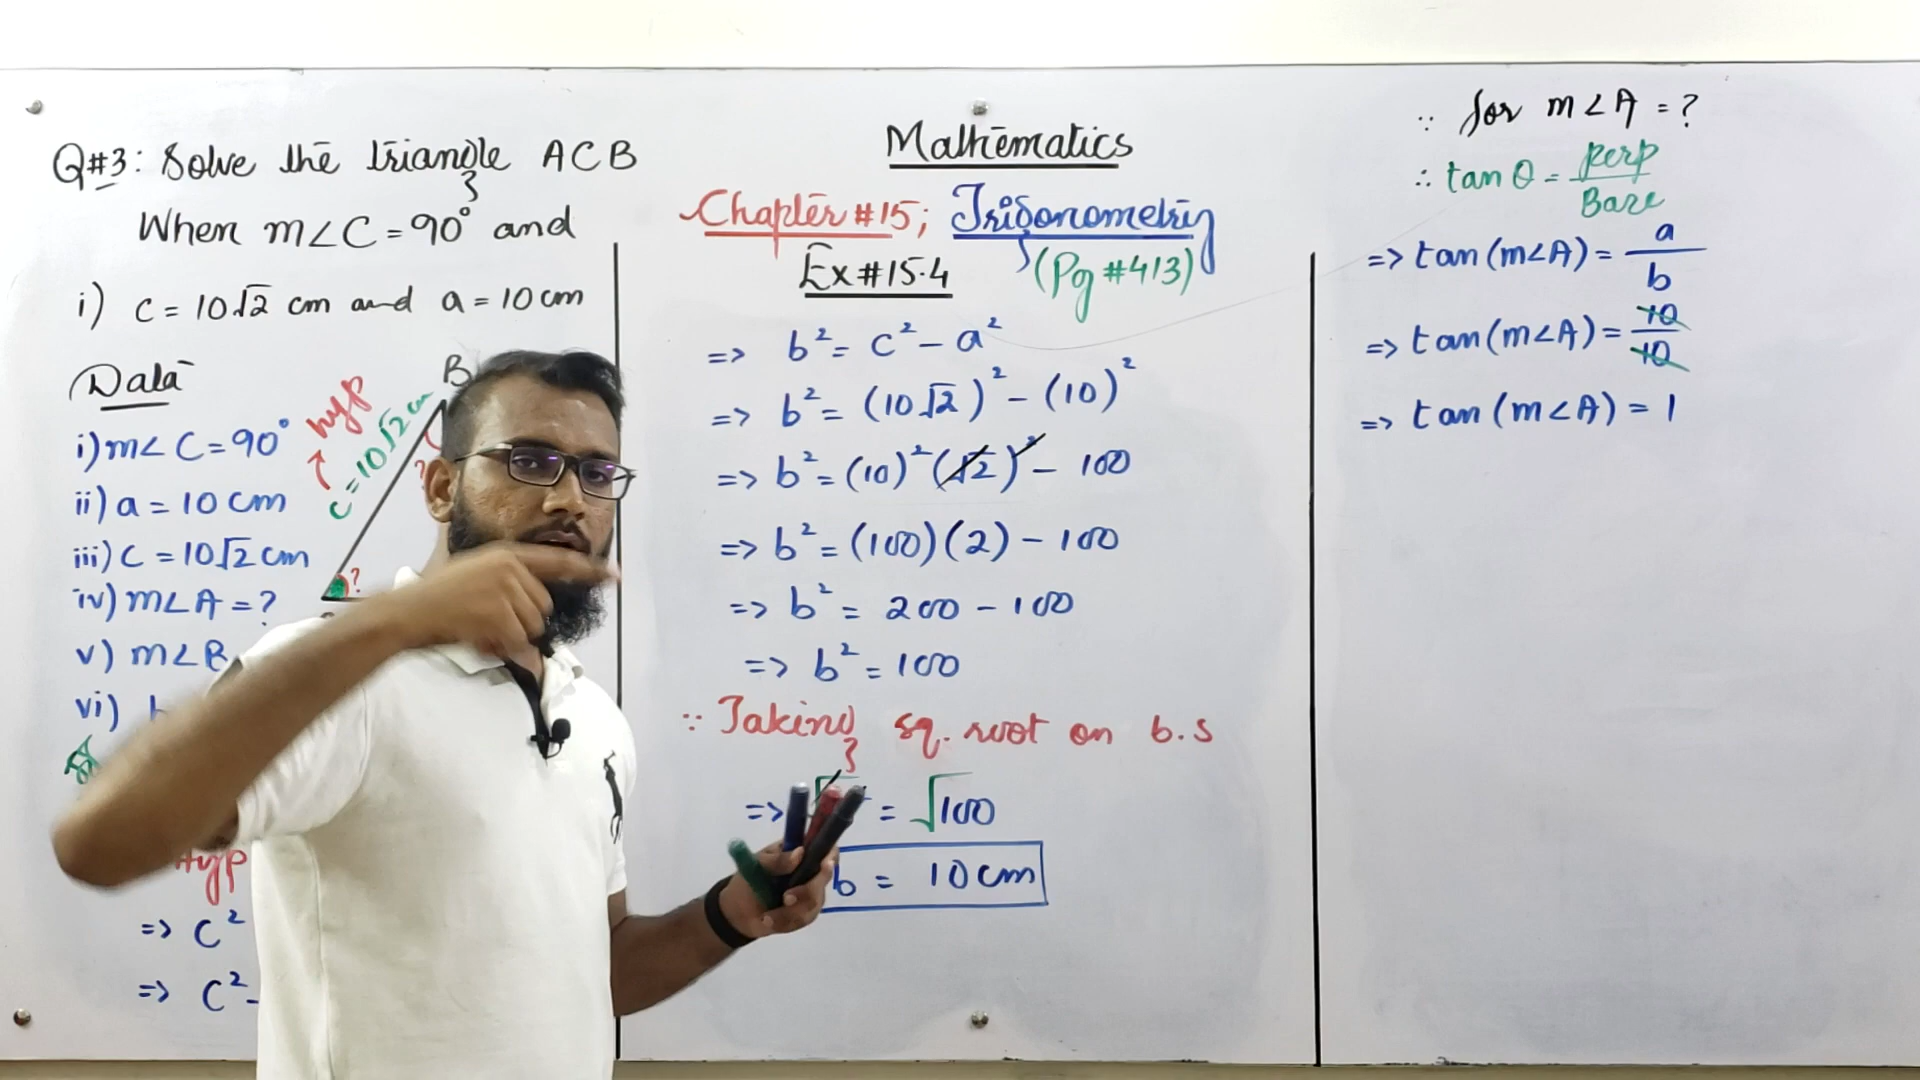 Q#3: Solve the triangle ACB
When m∠C = 90° and
i) c = 10√2 cm and a = 10 cm
Data
i) m∠C = 90°
ii) a = 10 cm
iii) c = 10√2 cm
iv) m∠A = ?
v) m∠B
vi) b
B
hyp
c = 10√2 cm
?
?
Hyp
=> c²
=> c² -
Mathematics
Chapter #15; Trigonometry
Ex #15.4 (Pg #413)
=> b² = c² - a²
=> b² = (10√2)² - (10)²
=> b² = (10)² (√2)² - 100
=> b² = (100)(2) - 100
=> b² = 200 - 100
=> b² = 100
∵ Taking sq. root on b.s
=> = √100
b = 10 cm
∵ for m∠A = ?
∴ tan θ = perp / Base
=> tan(m∠A) = a / b
=> tan(m∠A) = 10 / 10
=> tan(m∠A) = 1